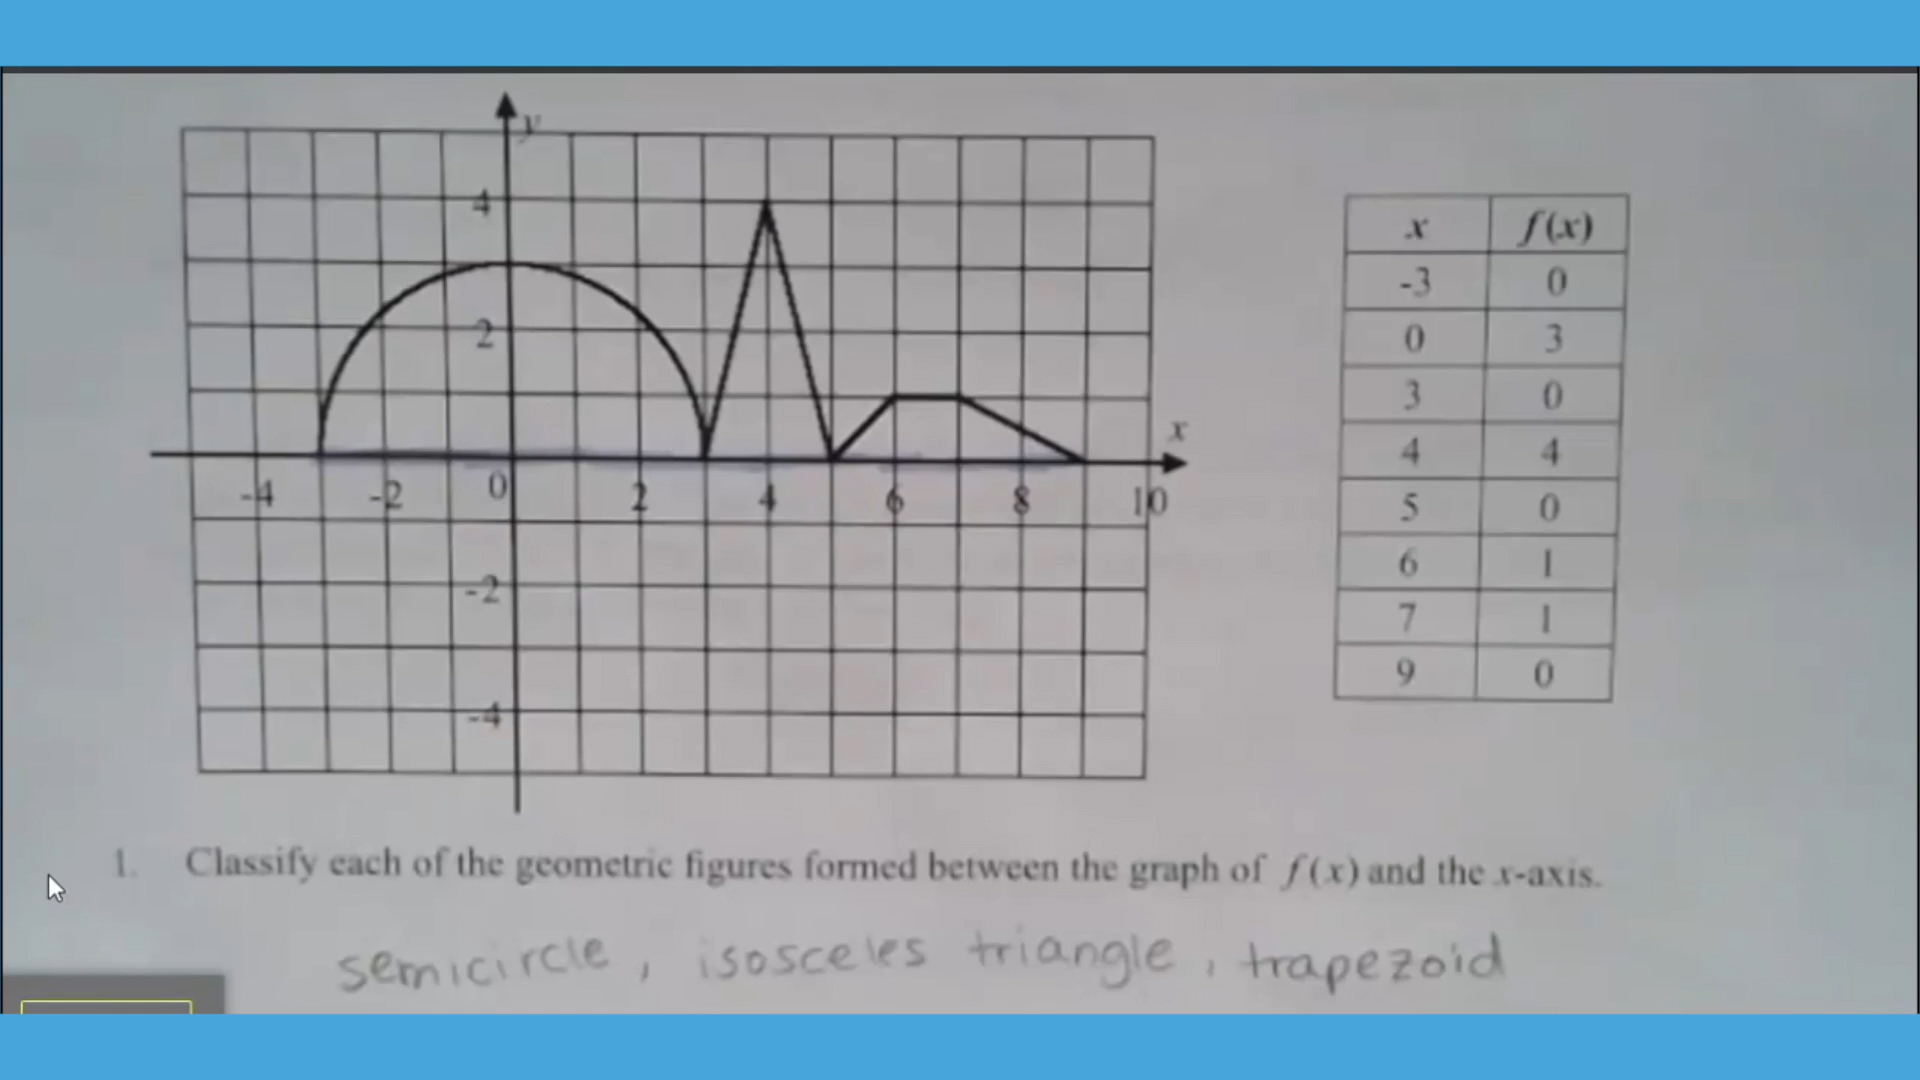 y
4
2
x
-4 -2 0 2 4 6 8 10
-2
-4
x f(x)
-3 0
0 3
3 0
4 4
5 0
6 1
7 1
9 0
1. Classify each of the geometric figures formed between the graph of f(x) and the x-axis.
semicircle, isosceles triangle, trapezoid